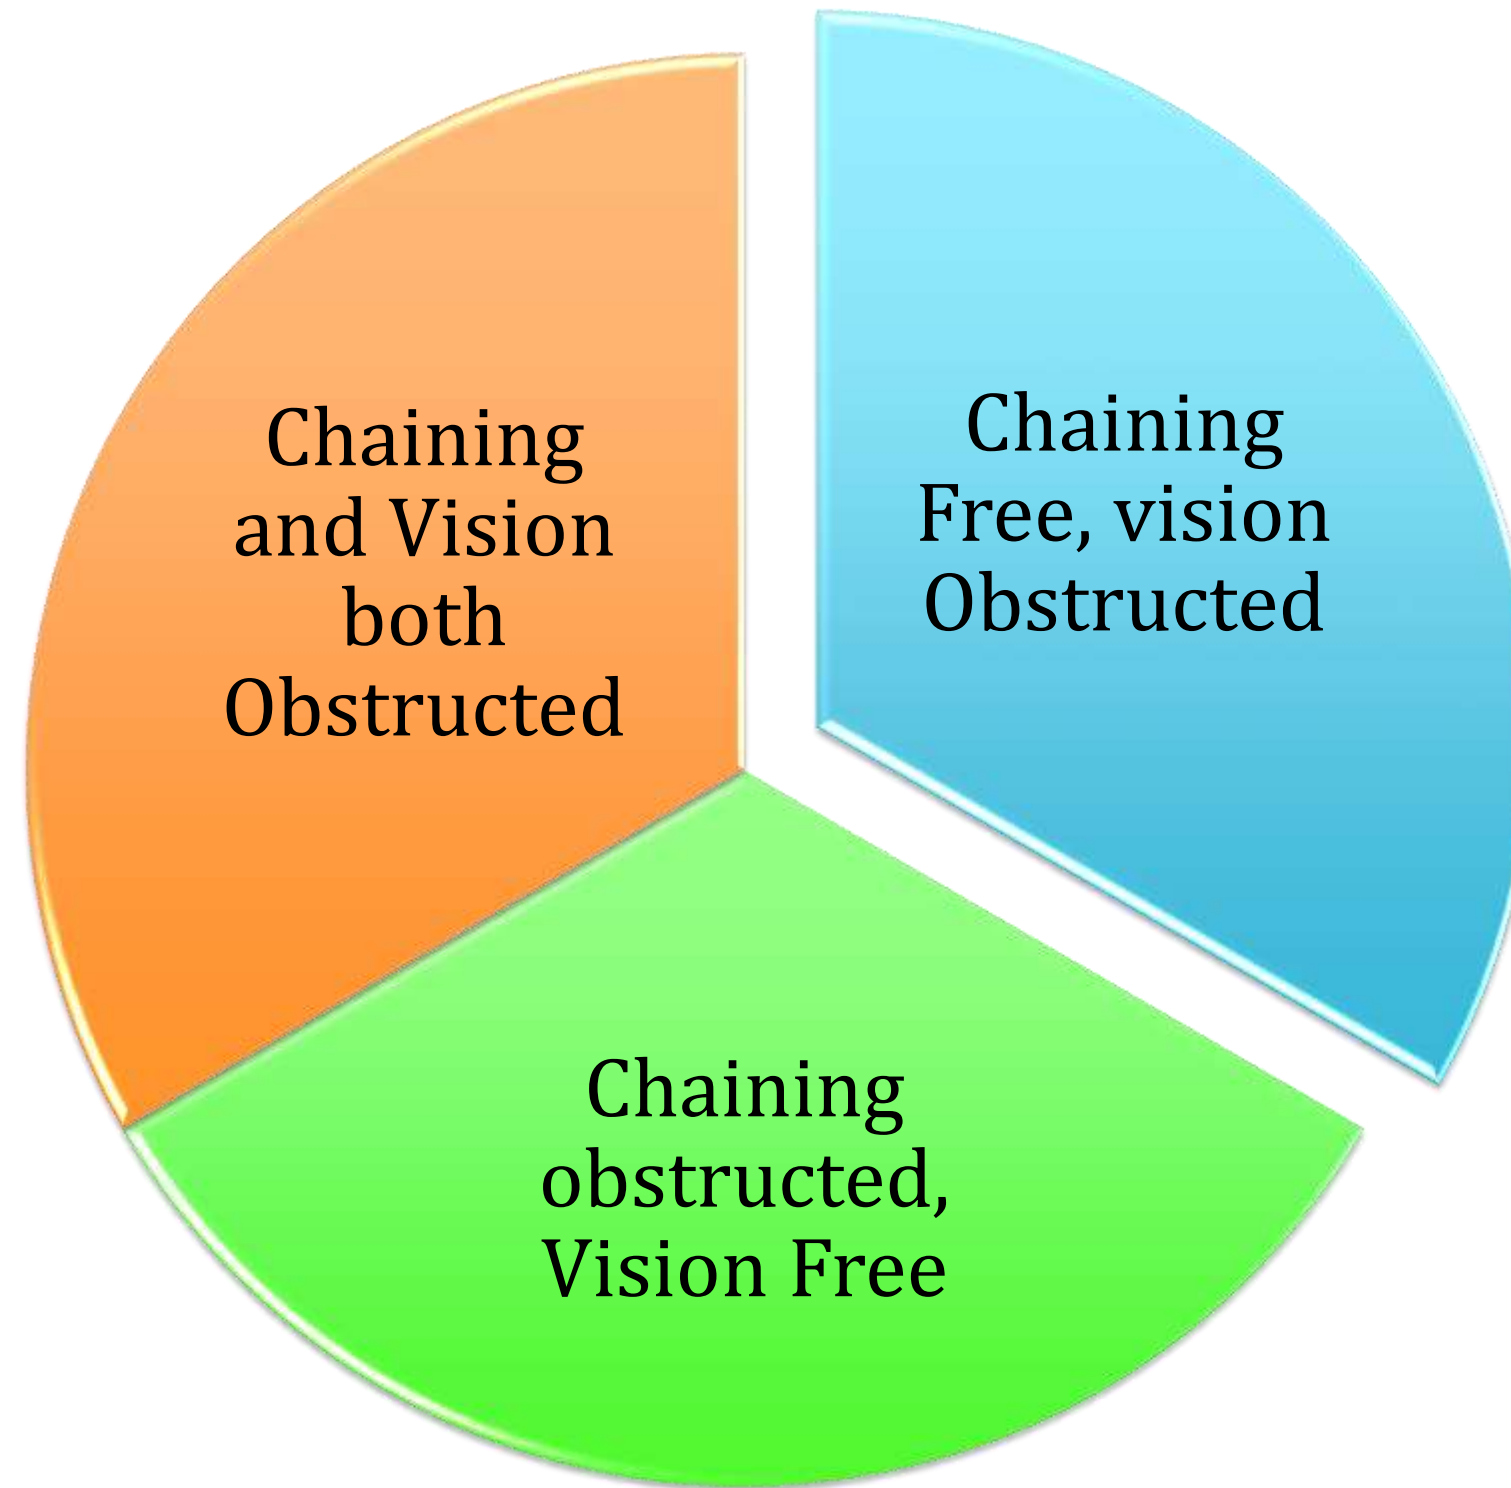 Chaining
and Vision
both
Obstructed
Chaining
Free, vision
Obstructed
Chaining
obstructed,
Vision Free